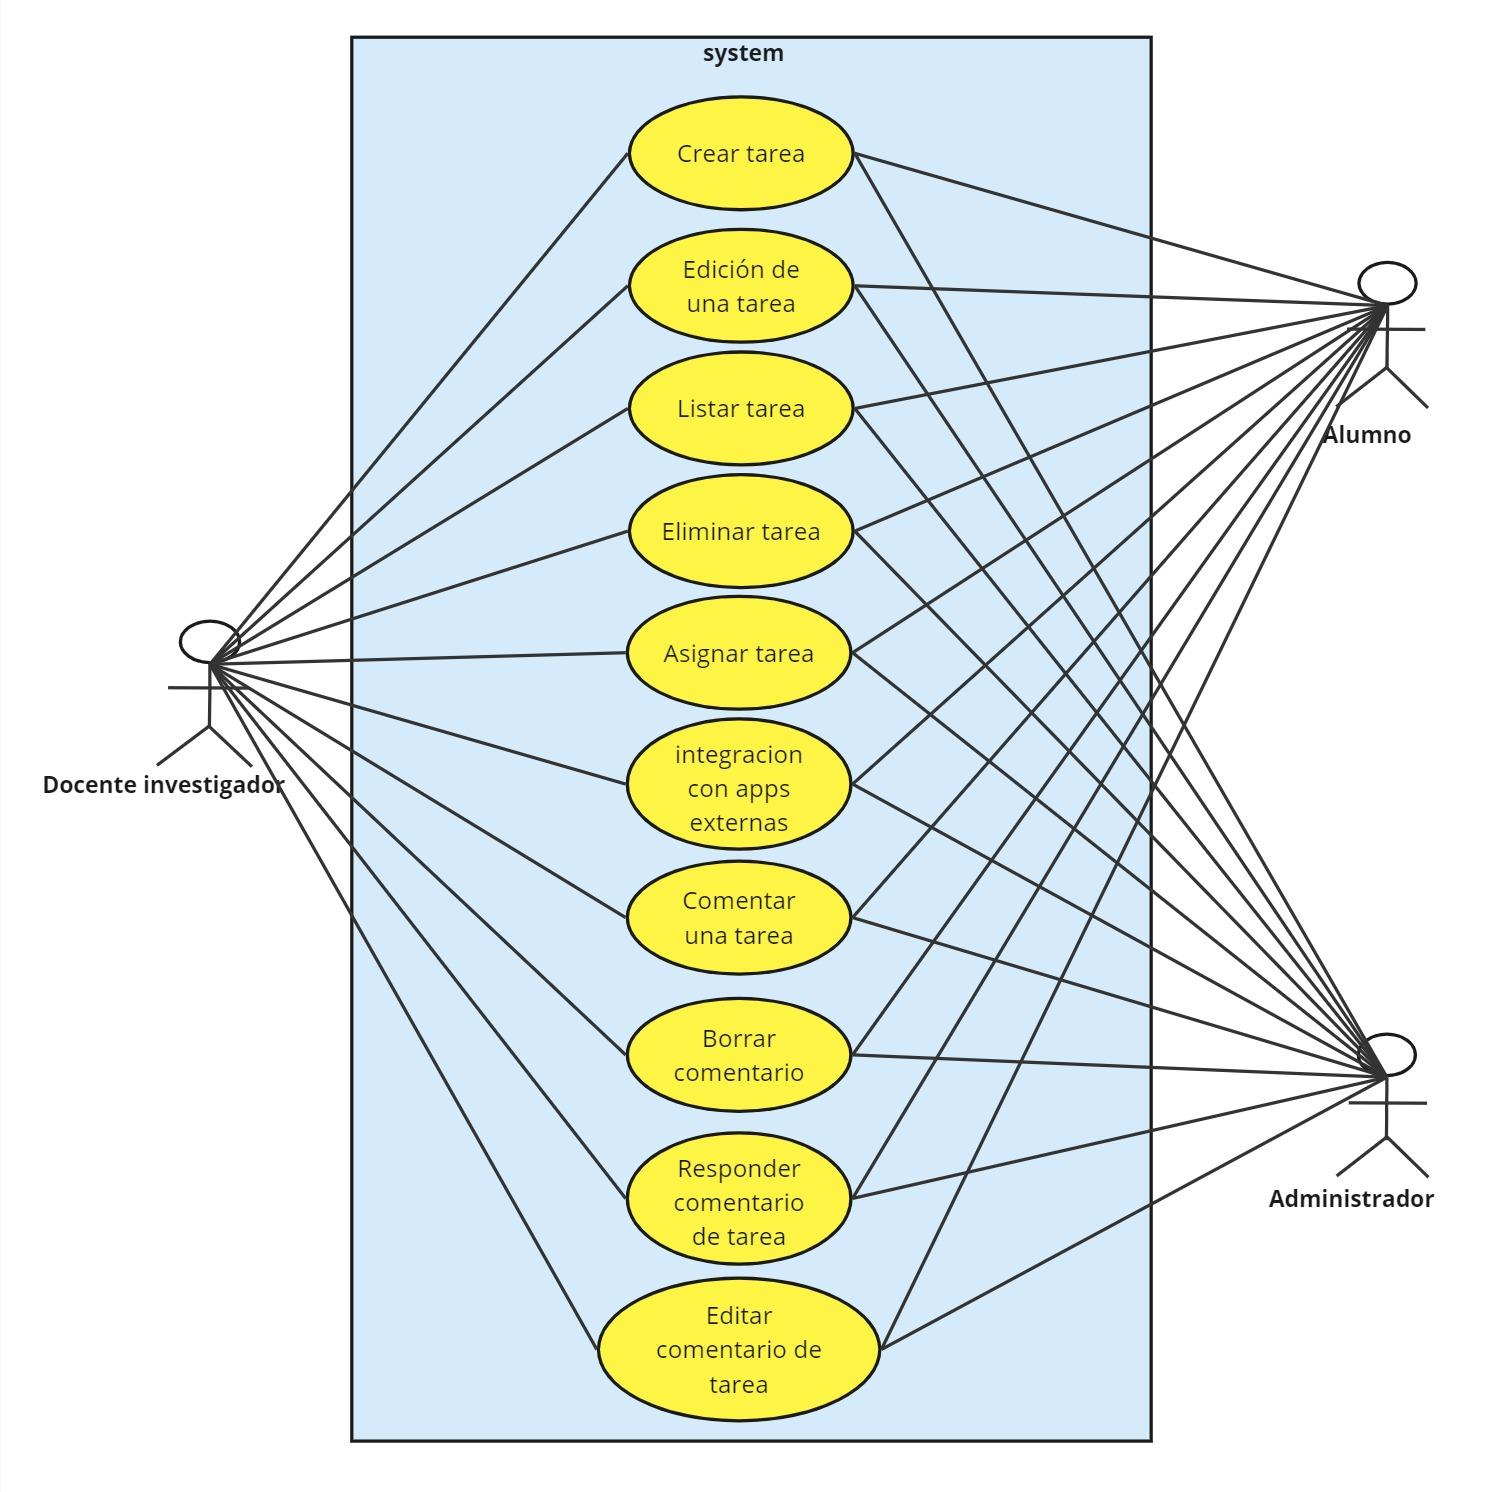 system
Crear tarea
Edición de
una tarea
Listar tarea
Eliminar tarea
Asignar tarea
integracion
con apps
externas
Comentar
una tarea
Borrar
comentario
Responder
comentario
de tarea
Editar
comentario de
tarea
Docente investigador
Alumno
Administrador